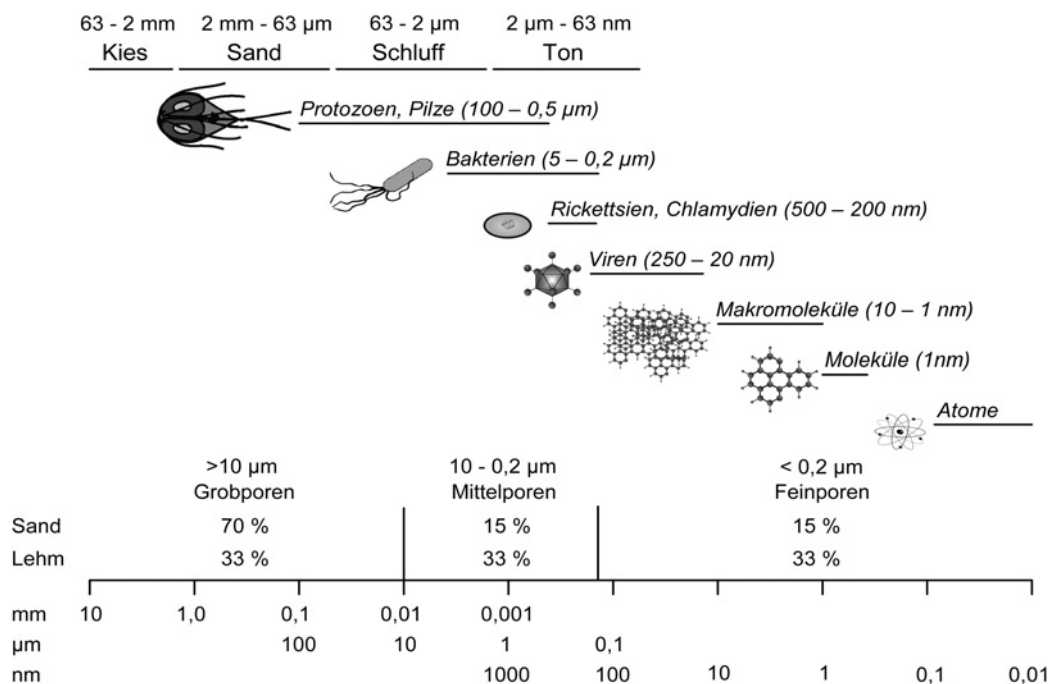 63 - 2 mm 2 mm - 63 µm 63 - 2 µm 2 µm - 63 nm
Kies Sand Schluff Ton
Protozoen, Pilze (100 – 0,5 µm)
Bakterien (5 – 0,2 µm)
Rickettsien, Chlamydien (500 – 200 nm)
Viren (250 – 20 nm)
Makromoleküle (10 – 1 nm)
Moleküle (1nm)
Atome
>10 µm 10 - 0,2 µm < 0,2 µm
Grobporen Mittelporen Feinporen
Sand 70 % 15 % 15 %
Lehm 33 % 33 % 33 %
mm 10 1,0 0,1 0,01 0,001
µm 100 10 1 0,1
nm 1000 100 10 1 0,1 0,01